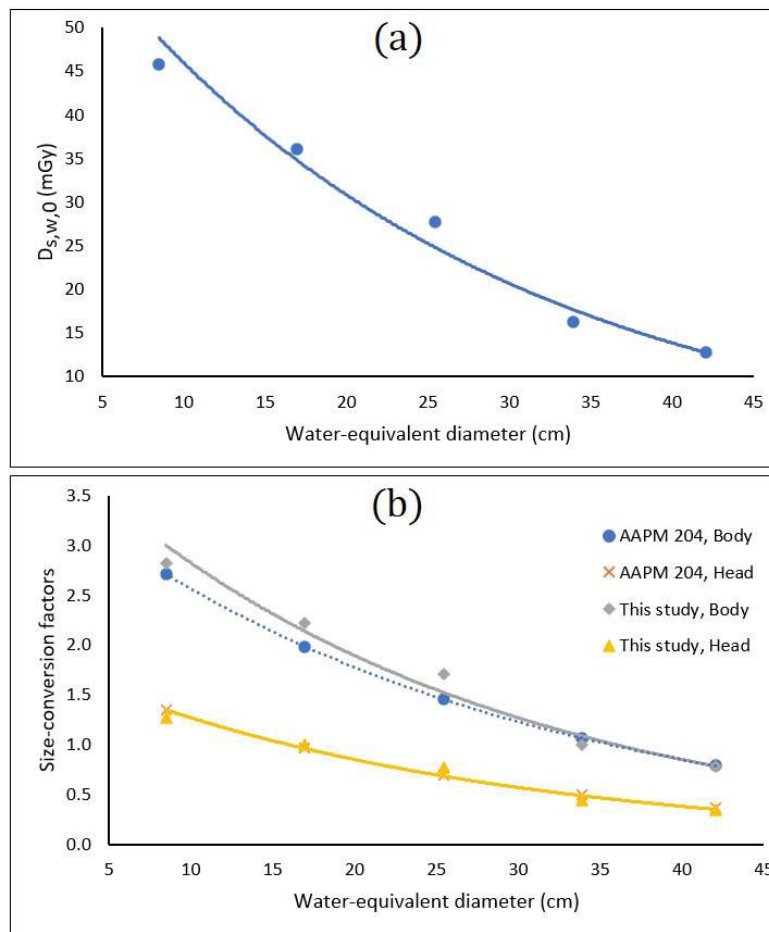 (a)
50
45
40
35
30
25
20
15
10
Ds,w,0 (mGy)
5 10 15 20 25 30 35 40 45
Water-equivalent diameter (cm)
(b)
3.5
3.0
2.5
2.0
1.5
1.0
0.5
0.0
Size-conversion factors
AAPM 204, Body
AAPM 204, Head
This study, Body
This study, Head
5 10 15 20 25 30 35 40 45
Water-equivalent diameter (cm)